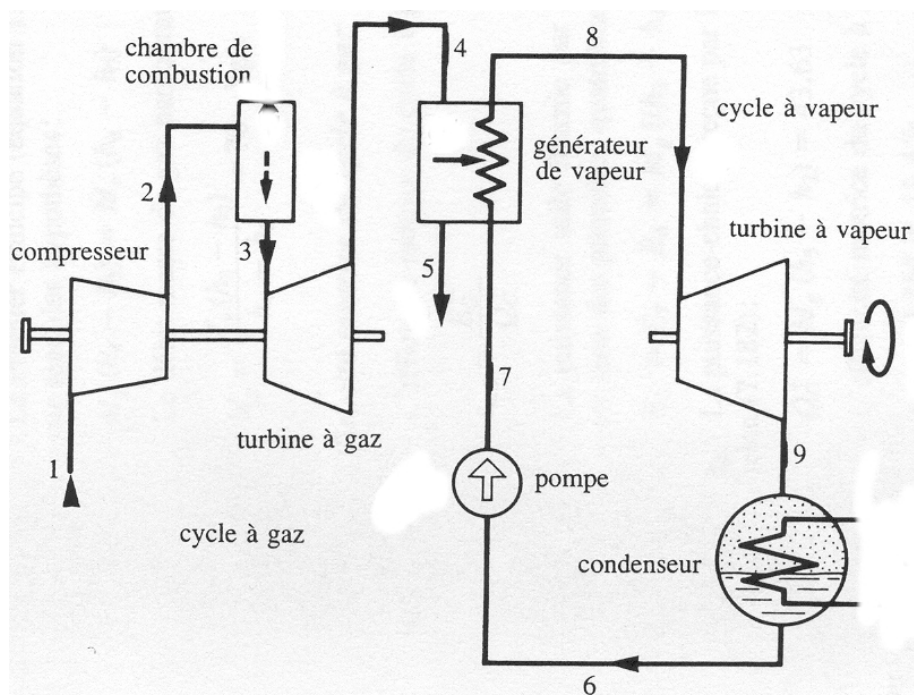 chambre de
combustion
4
8
cycle à vapeur
générateur
de vapeur
2
turbine à vapeur
compresseur
3
5
7
turbine à gaz
1
9
pompe
cycle à gaz
condenseur
6